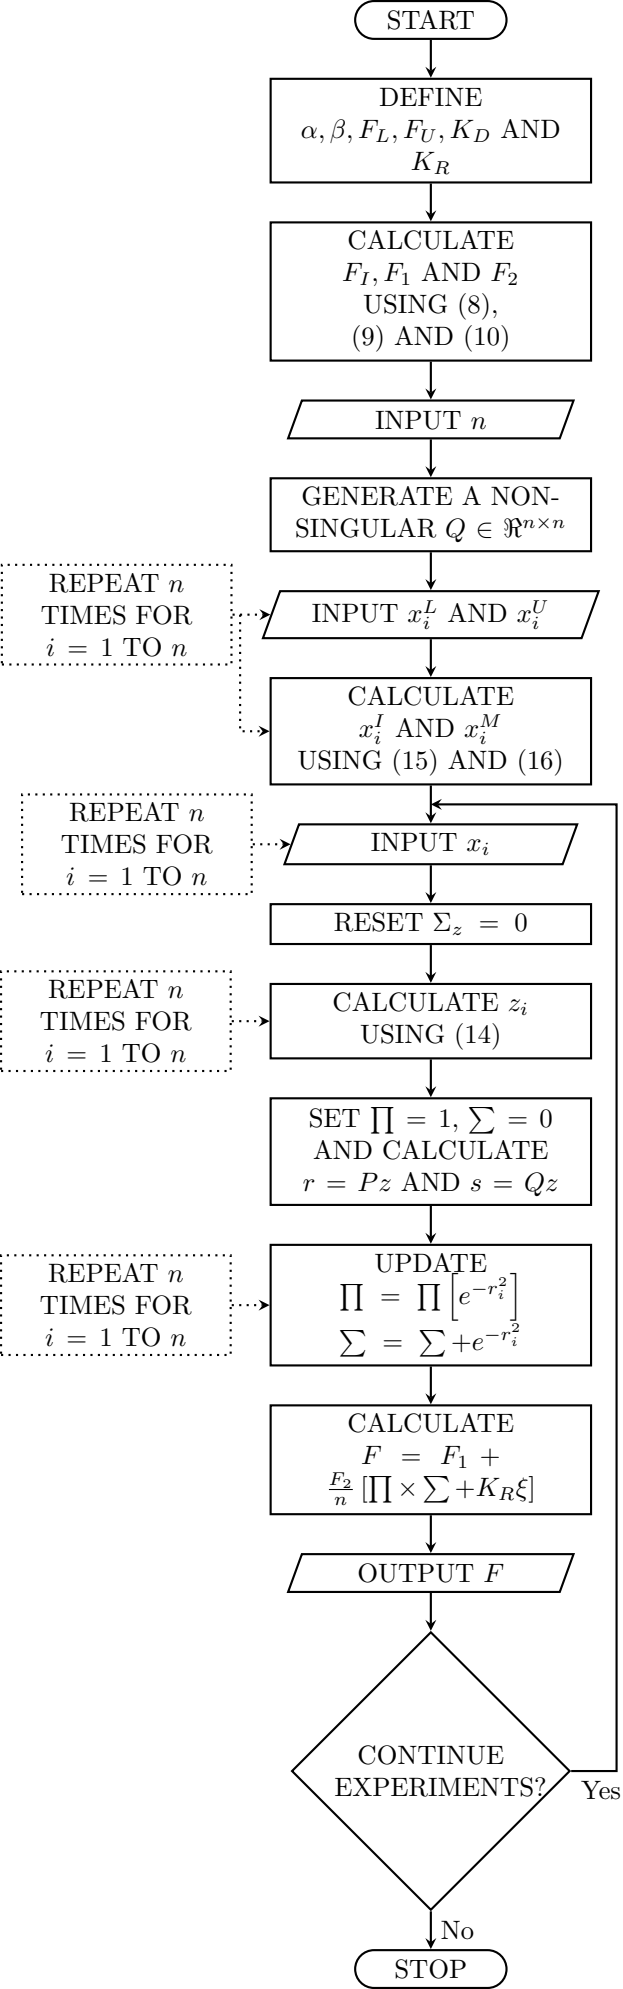 START
DEFINE
α, β, F_L, F_U, K_D AND
K_R
CALCULATE
F_I, F_1 AND F_2
USING (8),
(9) AND (10)
INPUT n
GENERATE A NON-
SINGULAR Q ∈ ℜ^{n×n}
REPEAT n
TIMES FOR
i = 1 TO n
INPUT x_i^L AND x_i^U
CALCULATE
x_i^I AND x_i^M
USING (15) AND (16)
REPEAT n
TIMES FOR
i = 1 TO n
INPUT x_i
RESET Σ_z = 0
REPEAT n
TIMES FOR
i = 1 TO n
CALCULATE z_i
USING (14)
SET ∏ = 1, ∑ = 0
AND CALCULATE
r = Pz AND s = Qz
REPEAT n
TIMES FOR
i = 1 TO n
UPDATE
∏ = ∏ [e^{-r_i^2}]
∑ = ∑ +e^{-r_i^2}
CALCULATE
F = F_1 +
\frac{F_2}{n} [∏ × ∑ +K_R ξ]
OUTPUT F
CONTINUE
EXPERIMENTS?
Yes
No
STOP